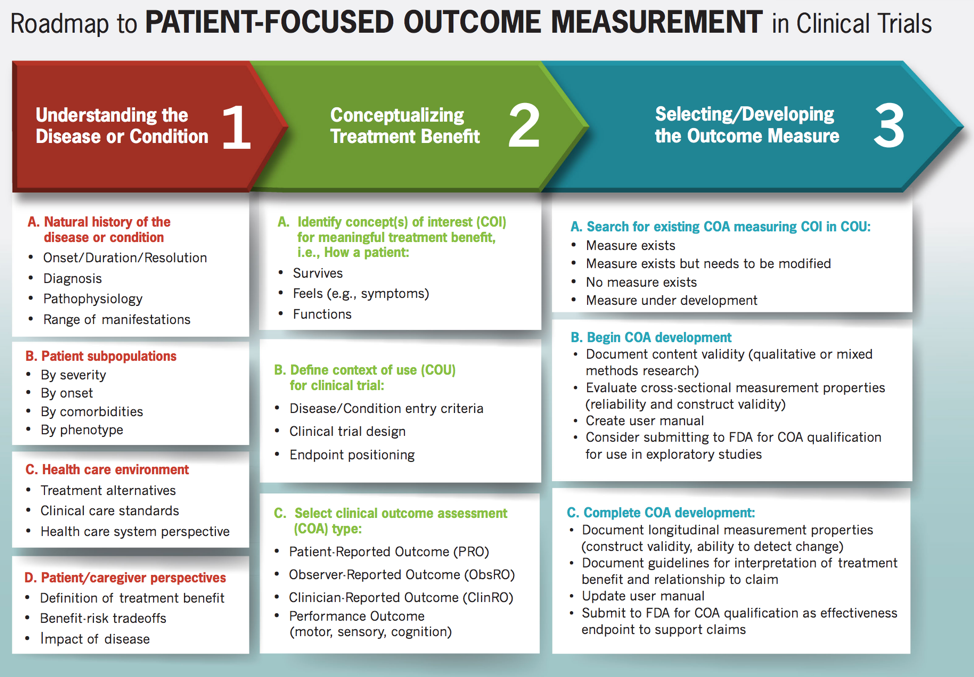 Roadmap to PATIENT-FOCUSED OUTCOME MEASUREMENT in Clinical Trials
Understanding the
Disease or Condition
1
Conceptualizing
Treatment Benefit
2
Selecting/Developing
the Outcome Measure
3
A. Natural history of the
disease or condition
• Onset/Duration/Resolution
• Diagnosis
• Pathophysiology
• Range of manifestations
B. Patient subpopulations
• By severity
• By onset
• By comorbidities
• By phenotype
C. Health care environment
• Treatment alternatives
• Clinical care standards
• Health care system perspective
D. Patient/caregiver perspectives
• Definition of treatment benefit
• Benefit-risk tradeoffs
• Impact of disease
A. Identify concept(s) of interest (COI)
for meaningful treatment benefit,
i.e., How a patient:
• Survives
• Feels (e.g., symptoms)
• Functions
B. Define context of use (COU)
for clinical trial:
• Disease/Condition entry criteria
• Clinical trial design
• Endpoint positioning
C. Select clinical outcome assessment
(COA) type:
• Patient-Reported Outcome (PRO)
• Observer-Reported Outcome (ObsRO)
• Clinician-Reported Outcome (ClinRO)
• Performance Outcome
(motor, sensory, cognition)
A. Search for existing COA measuring COI in COU:
• Measure exists
• Measure exists but needs to be modified
• No measure exists
• Measure under development
B. Begin COA development
• Document content validity (qualitative or mixed
methods research)
• Evaluate cross-sectional measurement properties
(reliability and construct validity)
• Create user manual
• Consider submitting to FDA for COA qualification
for use in exploratory studies
C. Complete COA development:
• Document longitudinal measurement properties
(construct validity, ability to detect change)
• Document guidelines for interpretation of treatment
benefit and relationship to claim
• Update user manual
• Submit to FDA for COA qualification as effectiveness
endpoint to support claims